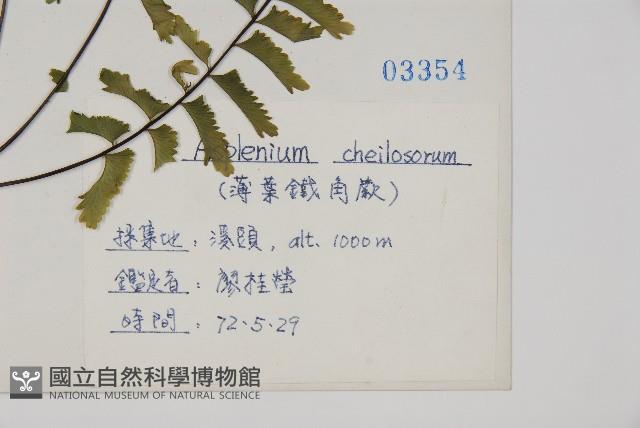 03354
Asplenium cheilosorum
(薄葉鐵角蕨)
採集地：溪頭, alt. 1000m
鑑定者：廖桂瑩
時間：72.5.29
國立自然科學博物館
NATIONAL MUSEUM OF NATURAL SCIENCE